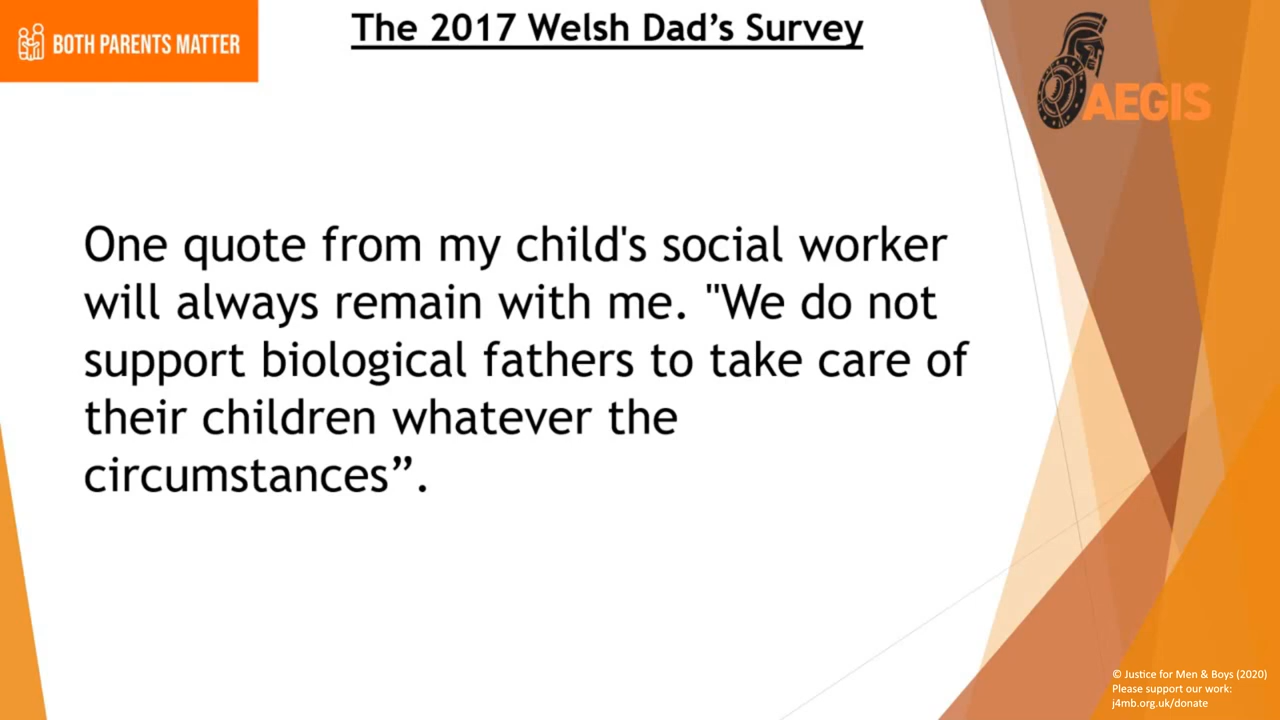 BOTH PARENTS MATTER
The 2017 Welsh Dad’s Survey
AEGIS
One quote from my child's social worker
will always remain with me. "We do not
support biological fathers to take care of
their children whatever the
circumstances”.
© Justice for Men & Boys (2020)
Please support our work:
j4mb.org.uk/donate